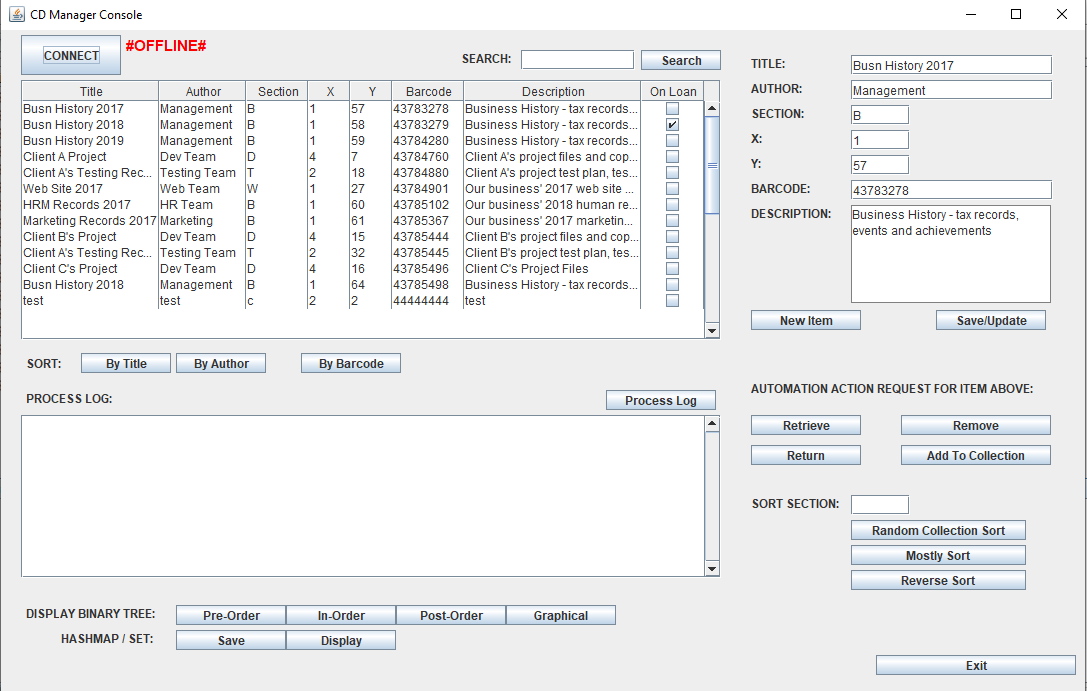 CD Manager Console
CONNECT #OFFLINE#
SEARCH: Search
Title Author Section X Y Barcode Description On Loan
Busn History 2017 Management B 1 57 43783278 Business History - tax records...
Busn History 2018 Management B 1 58 43783279 Business History - tax records...
Busn History 2019 Management B 1 59 43784280 Business History - tax records...
Client A Project Dev Team D 4 7 43784760 Client A's project files and cop...
Client A's Testing Rec... Testing Team T 2 18 43784880 Client A's project test plan, tes...
Web Site 2017 Web Team W 1 27 43784901 Our business' 2017 web site ...
HRM Records 2017 HR Team B 1 60 43785102 Our business' 2018 human re...
Marketing Records 2017 Marketing B 1 61 43785367 Our business' 2017 marketin...
Client B's Project Dev Team D 4 15 43785444 Client B's project files and cop...
Client A's Testing Rec... Testing Team T 2 32 43785445 Client B's project test plan, tes...
Client C's Project Dev Team D 4 16 43785496 Client C's Project Files
Busn History 2018 Management B 1 64 43785498 Business History - tax records...
test test c 2 2 44444444 test
SORT: By Title By Author By Barcode
PROCESS LOG: Process Log
DISPLAY BINARY TREE: Pre-Order In-Order Post-Order Graphical
HASHMAP / SET: Save Display
TITLE: Busn History 2017
AUTHOR: Management
SECTION: B
X: 1
Y: 57
BARCODE: 43783278
DESCRIPTION: Business History - tax records,
events and achievements
New Item Save/Update
AUTOMATION ACTION REQUEST FOR ITEM ABOVE:
Retrieve Remove
Return Add To Collection
SORT SECTION:
Random Collection Sort
Mostly Sort
Reverse Sort
Exit